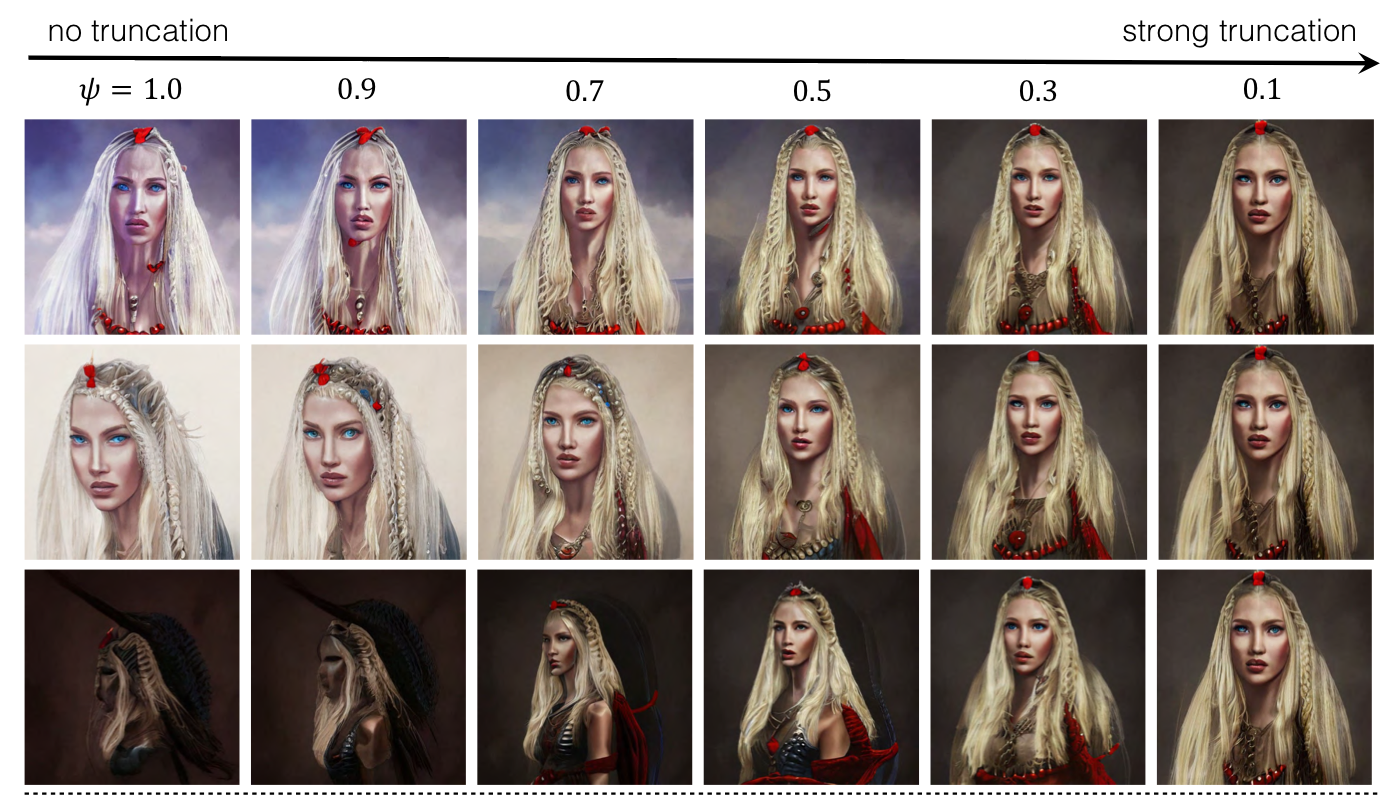 no truncation strong truncation
ψ = 1.0 0.9 0.7 0.5 0.3 0.1